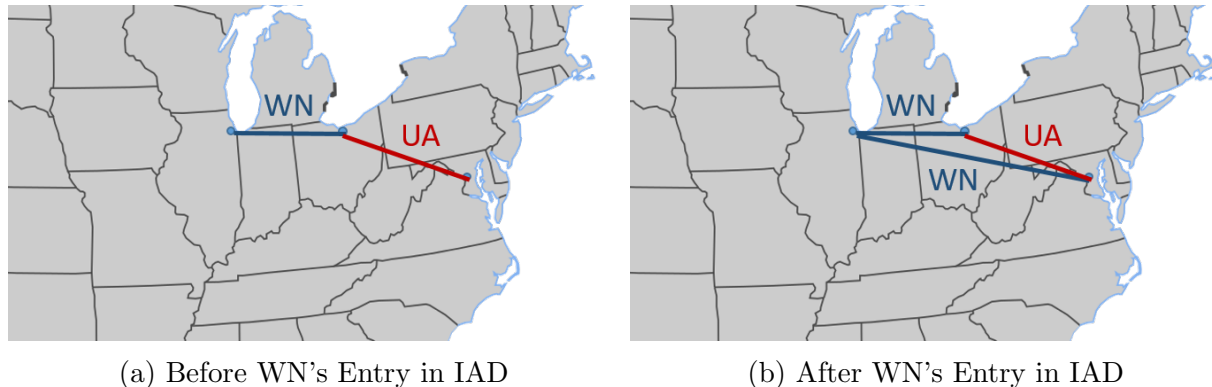 WN
UA
(a) Before WN's Entry in IAD
WN
UA
WN
(b) After WN's Entry in IAD